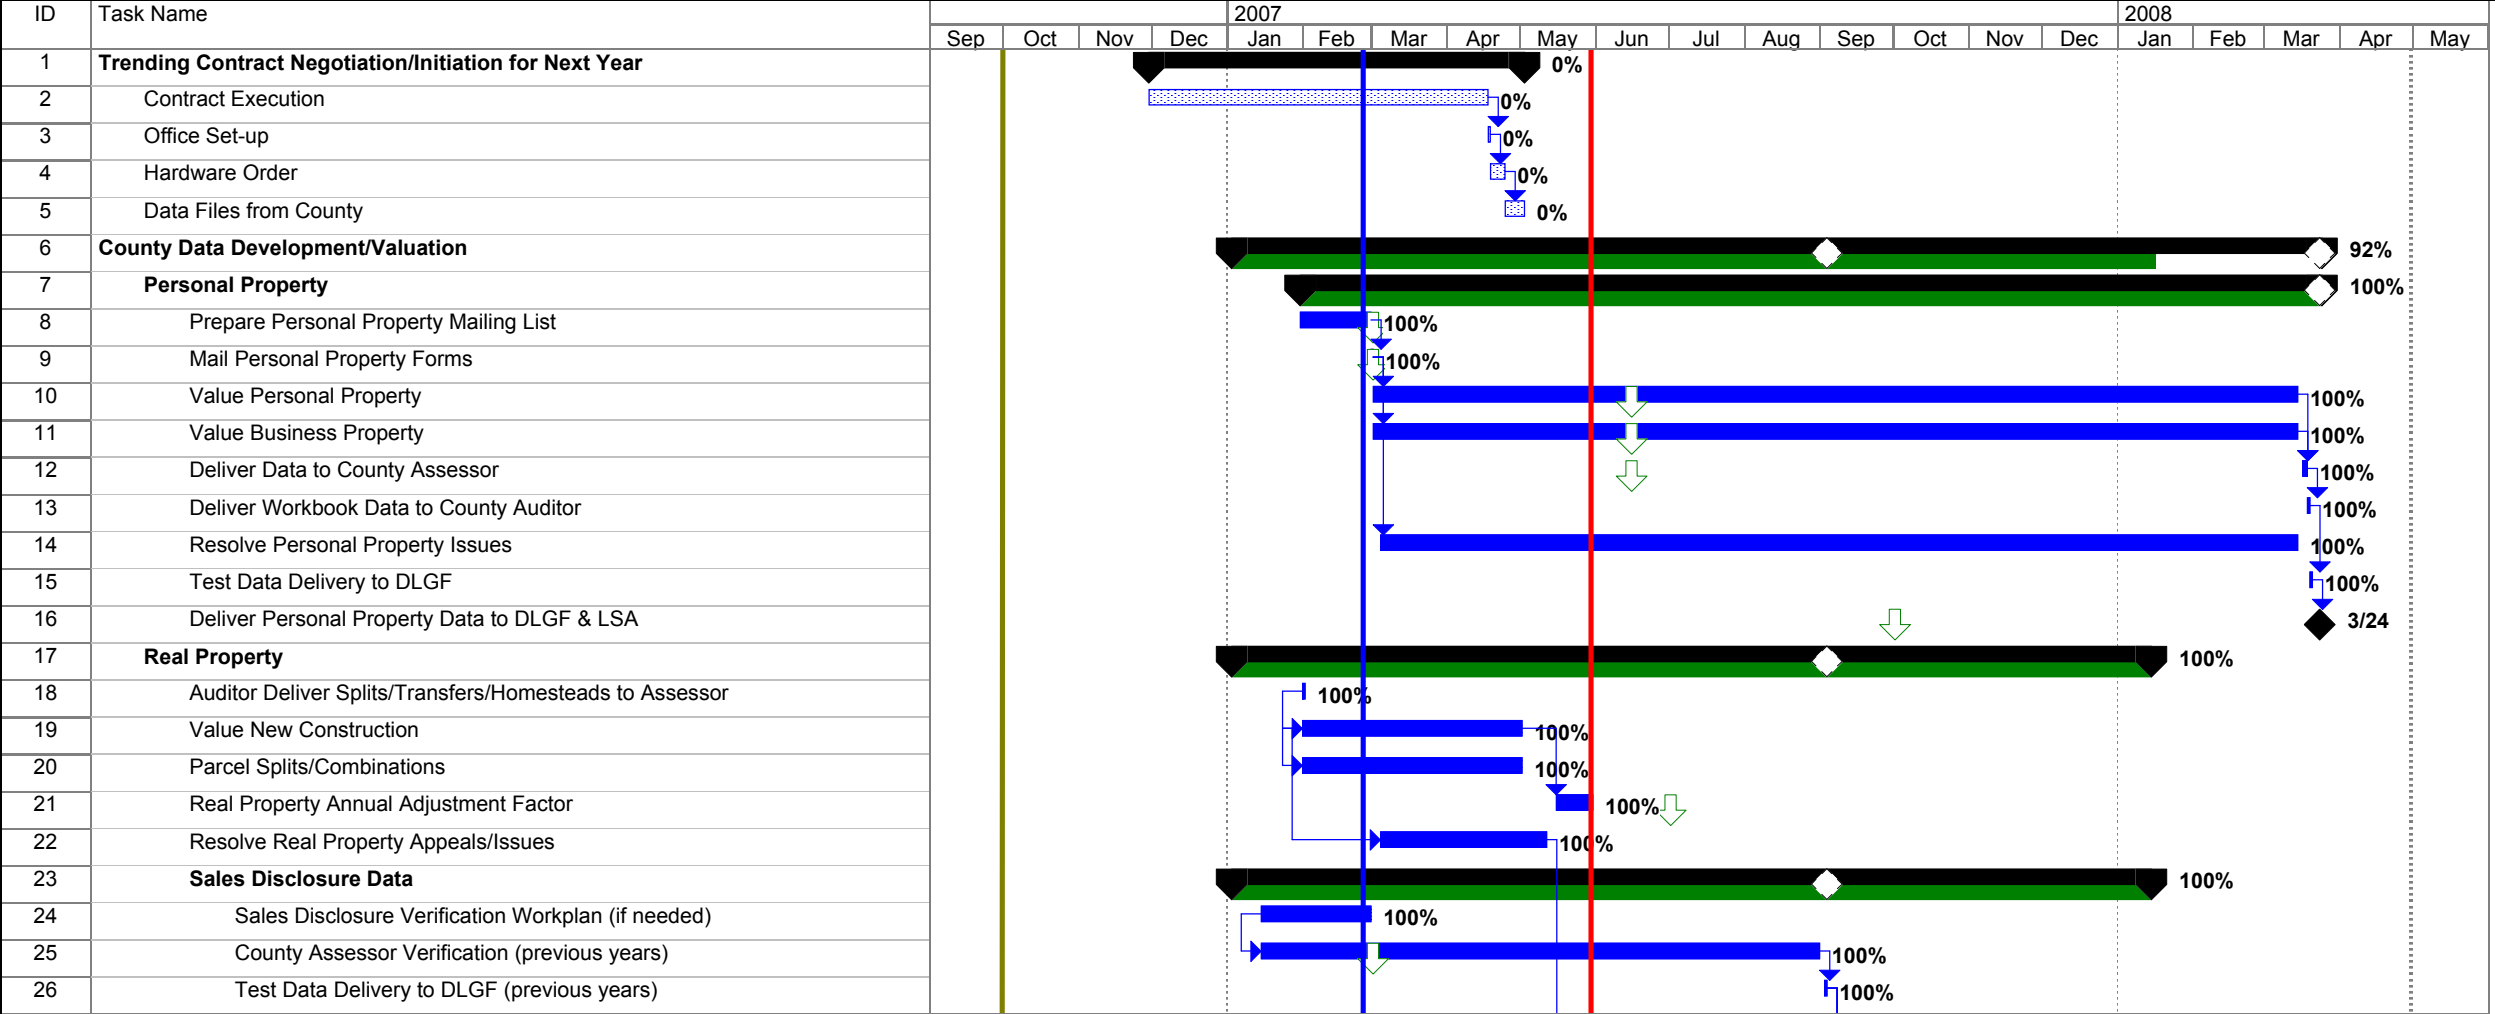 ID Task Name 2007 2008
Sep Oct Nov Dec Jan Feb Mar Apr May Jun Jul Aug Sep Oct Nov Dec Jan Feb Mar Apr May
1 Trending Contract Negotiation/Initiation for Next Year 0%
2 Contract Execution 0%
3 Office Set-up 0%
4 Hardware Order 0%
5 Data Files from County 0%
6 County Data Development/Valuation 92%
7 Personal Property 100%
8 Prepare Personal Property Mailing List 100%
9 Mail Personal Property Forms 100%
10 Value Personal Property 100%
11 Value Business Property 100%
12 Deliver Data to County Assessor 100%
13 Deliver Workbook Data to County Auditor 100%
14 Resolve Personal Property Issues 100%
15 Test Data Delivery to DLGF 100%
16 Deliver Personal Property Data to DLGF & LSA 3/24
17 Real Property 100%
18 Auditor Deliver Splits/Transfers/Homesteads to Assessor 100%
19 Value New Construction 100%
20 Parcel Splits/Combinations 100%
21 Real Property Annual Adjustment Factor 100%
22 Resolve Real Property Appeals/Issues 100%
23 Sales Disclosure Data 100%
24 Sales Disclosure Verification Workplan (if needed) 100%
25 County Assessor Verification (previous years) 100%
26 Test Data Delivery to DLGF (previous years) 100%